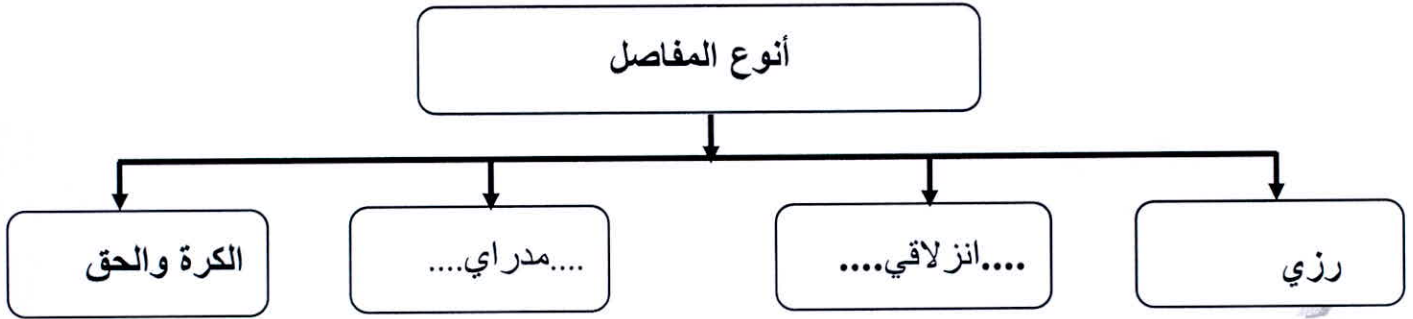 أنوع المفاصل
رزي
....انزلاقي....
....مدراي....
الكرة والحق